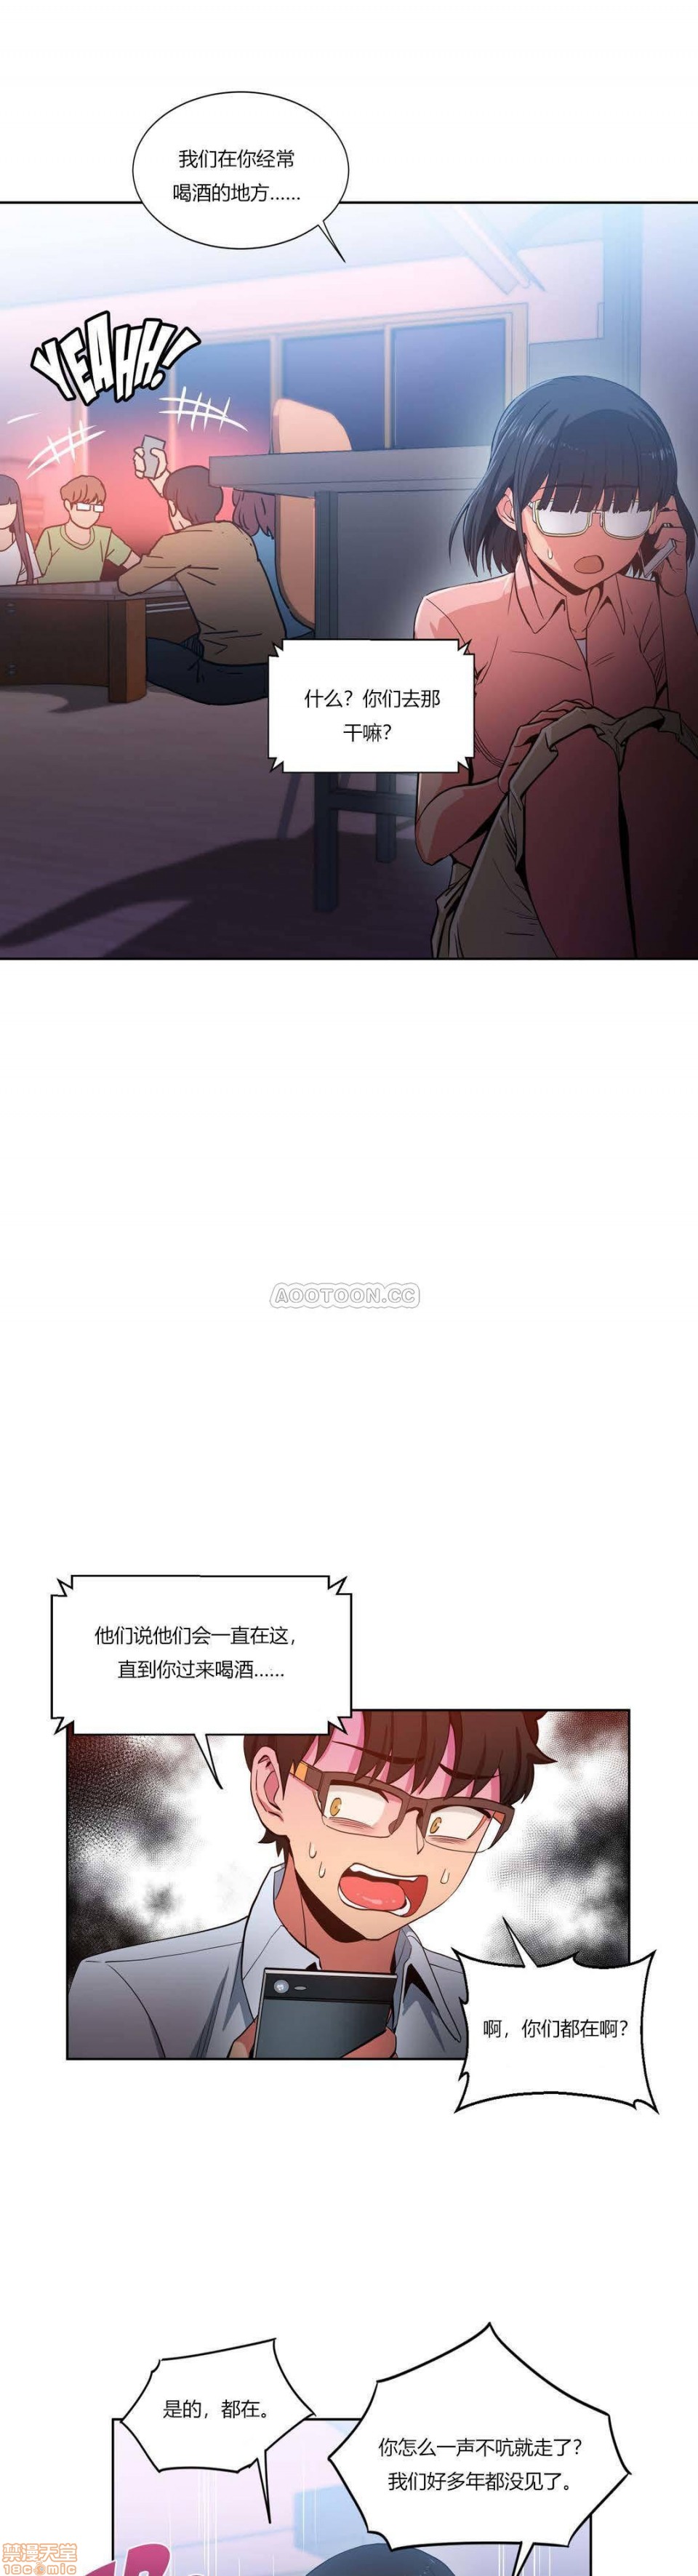 我们在你经常
喝酒的地方……
YEAHH!
什么？你们去那
干嘛？
AOOTOON.CC
他们说他们会一直在这，
直到你过来喝酒……
啊，你们都在啊？
是的，都在。
你怎么一声不吭就走了？
我们好多年都没见了。
禁漫天堂
18comic